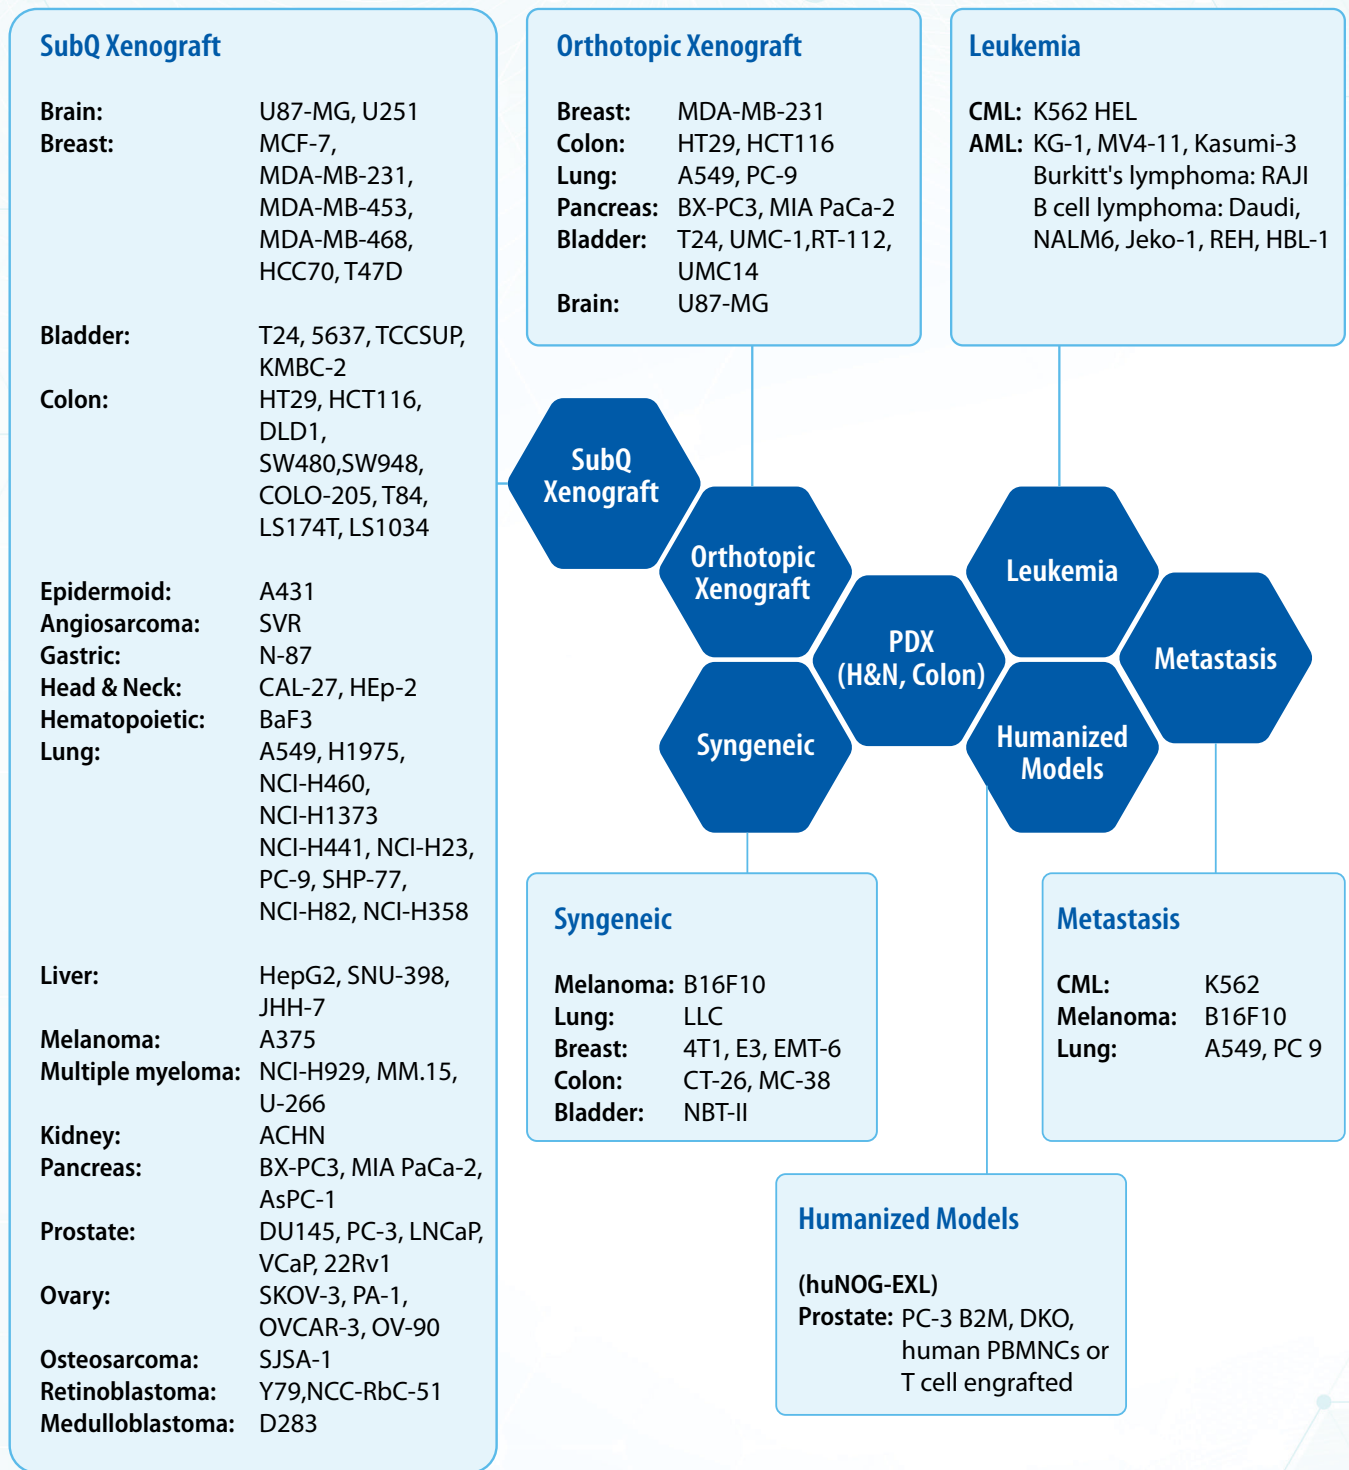 SubQ Xenograft
Brain: U87-MG, U251
Breast: MCF-7,
MDA-MB-231,
MDA-MB-453,
MDA-MB-468,
HCC70, T47D
Bladder: T24, 5637, TCCSUP,
KMBC-2
Colon: HT29, HCT116,
DLD1,
SW480,SW948,
COLO-205, T84,
LS174T, LS1034
Epidermoid: A431
Angiosarcoma: SVR
Gastric: N-87
Head & Neck: CAL-27, HEp-2
Hematopoietic: BaF3
Lung: A549, H1975,
NCI-H460,
NCI-H1373
NCI-H441, NCI-H23,
PC-9, SHP-77,
NCI-H82, NCI-H358
Liver: HepG2, SNU-398,
JHH-7
Melanoma: A375
Multiple myeloma: NCI-H929, MM.15,
U-266
Kidney: ACHN
Pancreas: BX-PC3, MIA PaCa-2,
AsPC-1
Prostate: DU145, PC-3, LNCaP,
VCaP, 22Rv1
Ovary: SKOV-3, PA-1,
OVCAR-3, OV-90
Osteosarcoma: SJSA-1
Retinoblastoma: Y79,NCC-RbC-51
Medulloblastoma: D283
Orthotopic Xenograft
Breast: MDA-MB-231
Colon: HT29, HCT116
Lung: A549, PC-9
Pancreas: BX-PC3, MIA PaCa-2
Bladder: T24, UMC-1,RT-112,
UMC14
Brain: U87-MG
Leukemia
CML: K562 HEL
AML: KG-1, MV4-11, Kasumi-3
Burkitt's lymphoma: RAJI
B cell lymphoma: Daudi,
NALM6, Jeko-1, REH, HBL-1
SubQ
Xenograft
Orthotopic
Xenograft
Syngeneic
PDX
(H&N, Colon)
Leukemia
Humanized
Models
Metastasis
Syngeneic
Melanoma: B16F10
Lung: LLC
Breast: 4T1, E3, EMT-6
Colon: CT-26, MC-38
Bladder: NBT-II
Metastasis
CML: K562
Melanoma: B16F10
Lung: A549, PC 9
Humanized Models
(huNOG-EXL)
Prostate: PC-3 B2M, DKO,
human PBMNCs or
T cell engrafted